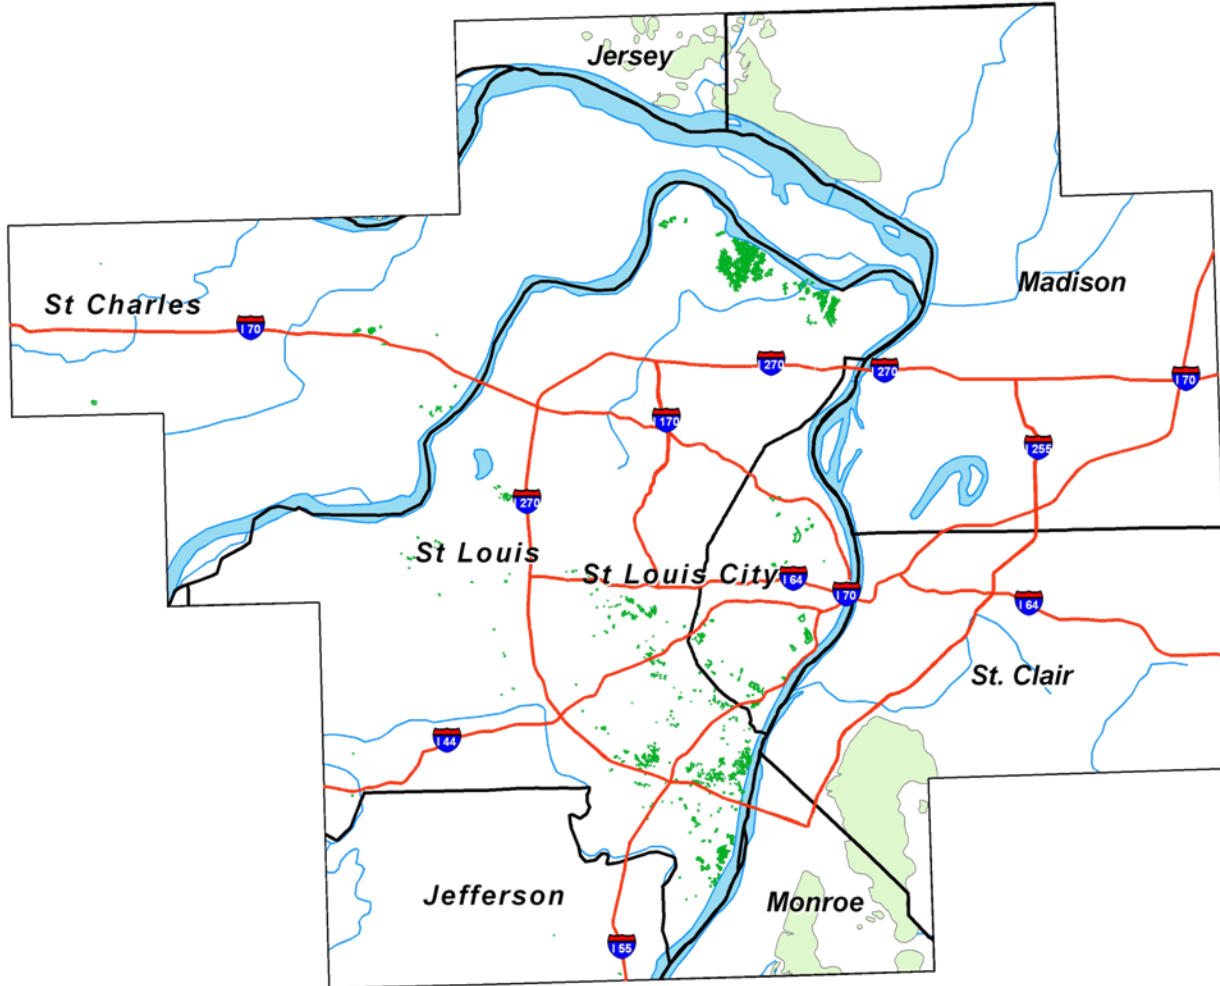 Jersey
Madison
St Charles
I 70
I 270
I 270
I 70
I 170
I 255
I 270
St Louis
St Louis City
I 64
I 70
I 64
St. Clair
I 44
Jefferson
Monroe
I 55